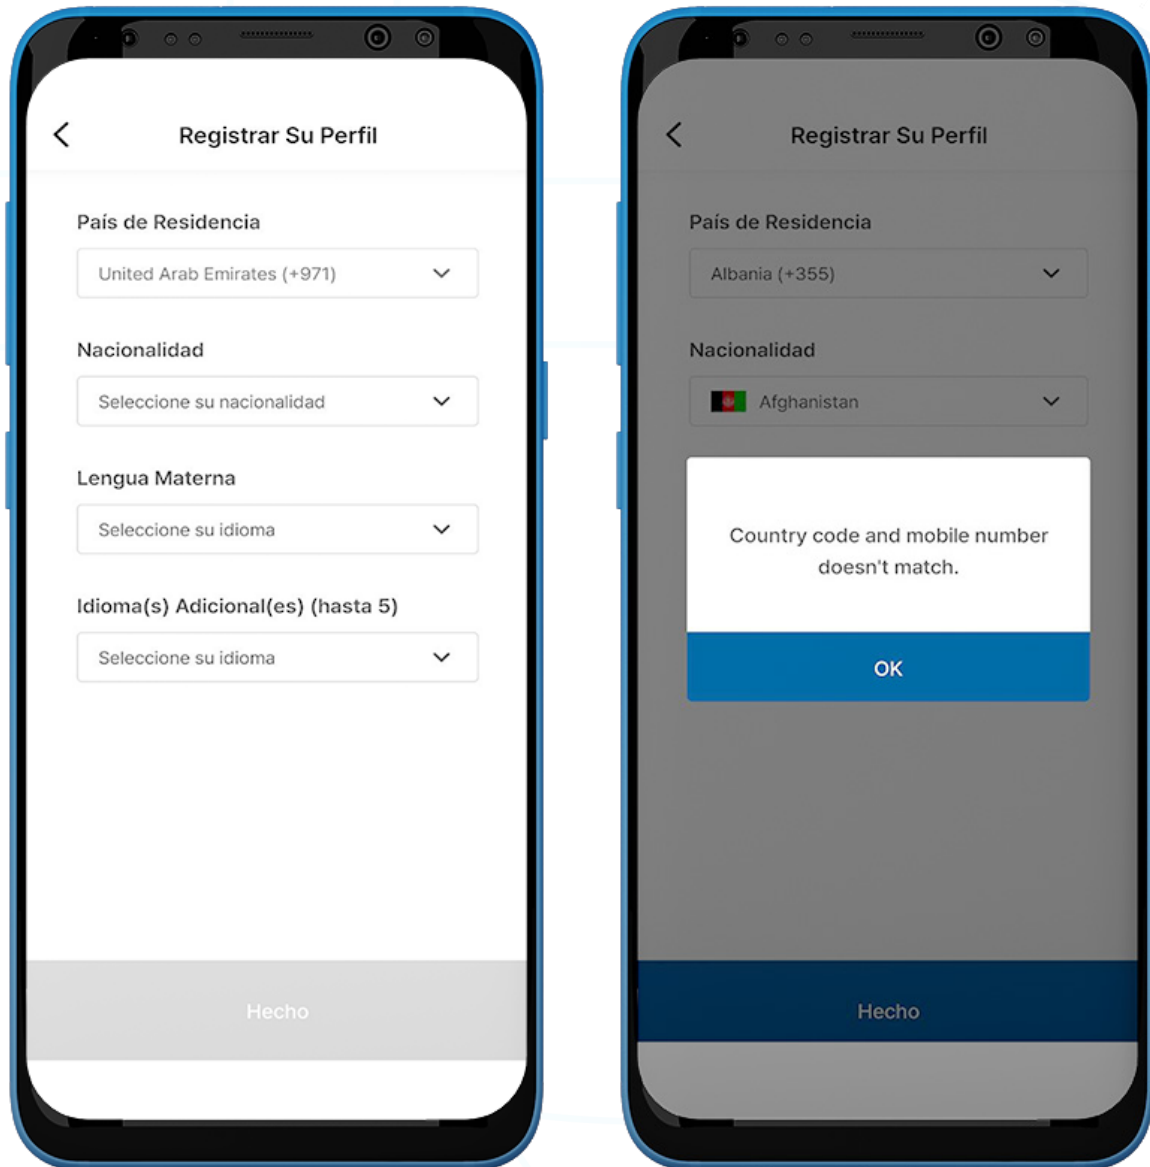 Registrar Su Perfil
País de Residencia
United Arab Emirates (+971)
Nacionalidad
Seleccione su nacionalidad
Lengua Materna
Seleccione su idioma
Idioma(s) Adicional(es) (hasta 5)
Seleccione su idioma
Hecho
Registrar Su Perfil
País de Residencia
Albania (+355)
Nacionalidad
Afghanistan
Country code and mobile number
doesn't match.
OK
Hecho